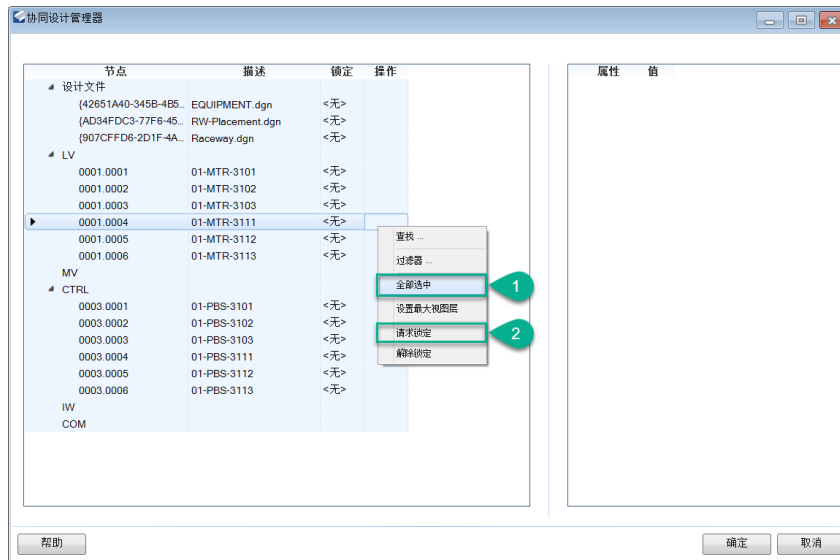 协同设计管理器
节点 描述 锁定 操作
设计文件
{42651A40-345B-4B5... EQUIPMENT.dgn <无>
{AD34FDC3-77F6-45... RW-Placement.dgn <无>
{907CFFD6-2D1F-4A... Raceway.dgn <无>
LV
0001.0001 01-MTR-3101 <无>
0001.0002 01-MTR-3102 <无>
0001.0003 01-MTR-3103 <无>
0001.0004 01-MTR-3111 <无>
0001.0005 01-MTR-3112 <无>
0001.0006 01-MTR-3113 <无>
MV
CTRL
0003.0001 01-PBS-3101 <无>
0003.0002 01-PBS-3102 <无>
0003.0003 01-PBS-3103 <无>
0003.0004 01-PBS-3111 <无>
0003.0005 01-PBS-3112 <无>
0003.0006 01-PBS-3113 <无>
IW
COM
查找 ...
过滤器 ...
全部选中 1
设置最大视图层
请求锁定 2
解除锁定
属性 值
帮助 确定 取消